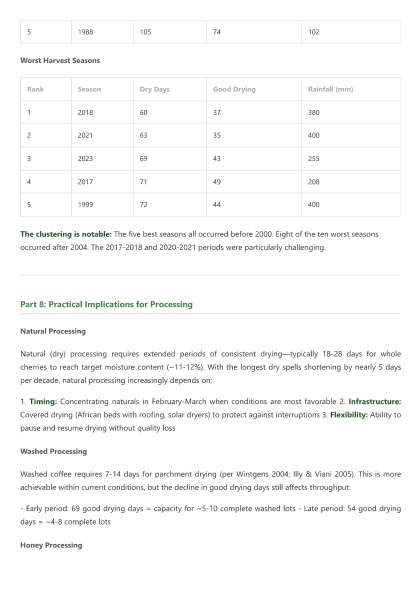 5 1988 105 74 102
Worst Harvest Seasons
Rank Season Dry Days Good Drying Rainfall (mm)
1 2018 60 37 380
2 2021 63 35 400
3 2023 69 43 255
4 2017 71 49 208
5 1999 72 44 400
The clustering is notable: The five best seasons all occurred before 2000. Eight of the ten worst seasons
occurred after 2004. The 2017-2018 and 2020-2021 periods were particularly challenging.
Part 8: Practical Implications for Processing
Natural Processing
Natural (dry) processing requires extended periods of consistent drying—typically 18-28 days for whole
cherries to reach target moisture content (~11-12%). With the longest dry spells shortening by nearly 5 days
per decade, natural processing increasingly depends on:
1. Timing: Concentrating naturals in February-March when conditions are most favorable 2. Infrastructure:
Covered drying (African beds with roofing, solar dryers) to protect against interruptions 3. Flexibility: Ability to
pause and resume drying without quality loss
Washed Processing
Washed coffee requires 7-14 days for parchment drying (per Wintgens 2004; Illy & Viani 2005). This is more
achievable within current conditions, but the decline in good drying days still affects throughput:
- Early period: 69 good drying days = capacity for ~5-10 complete washed lots - Late period: 54 good drying
days = ~4-8 complete lots
Honey Processing